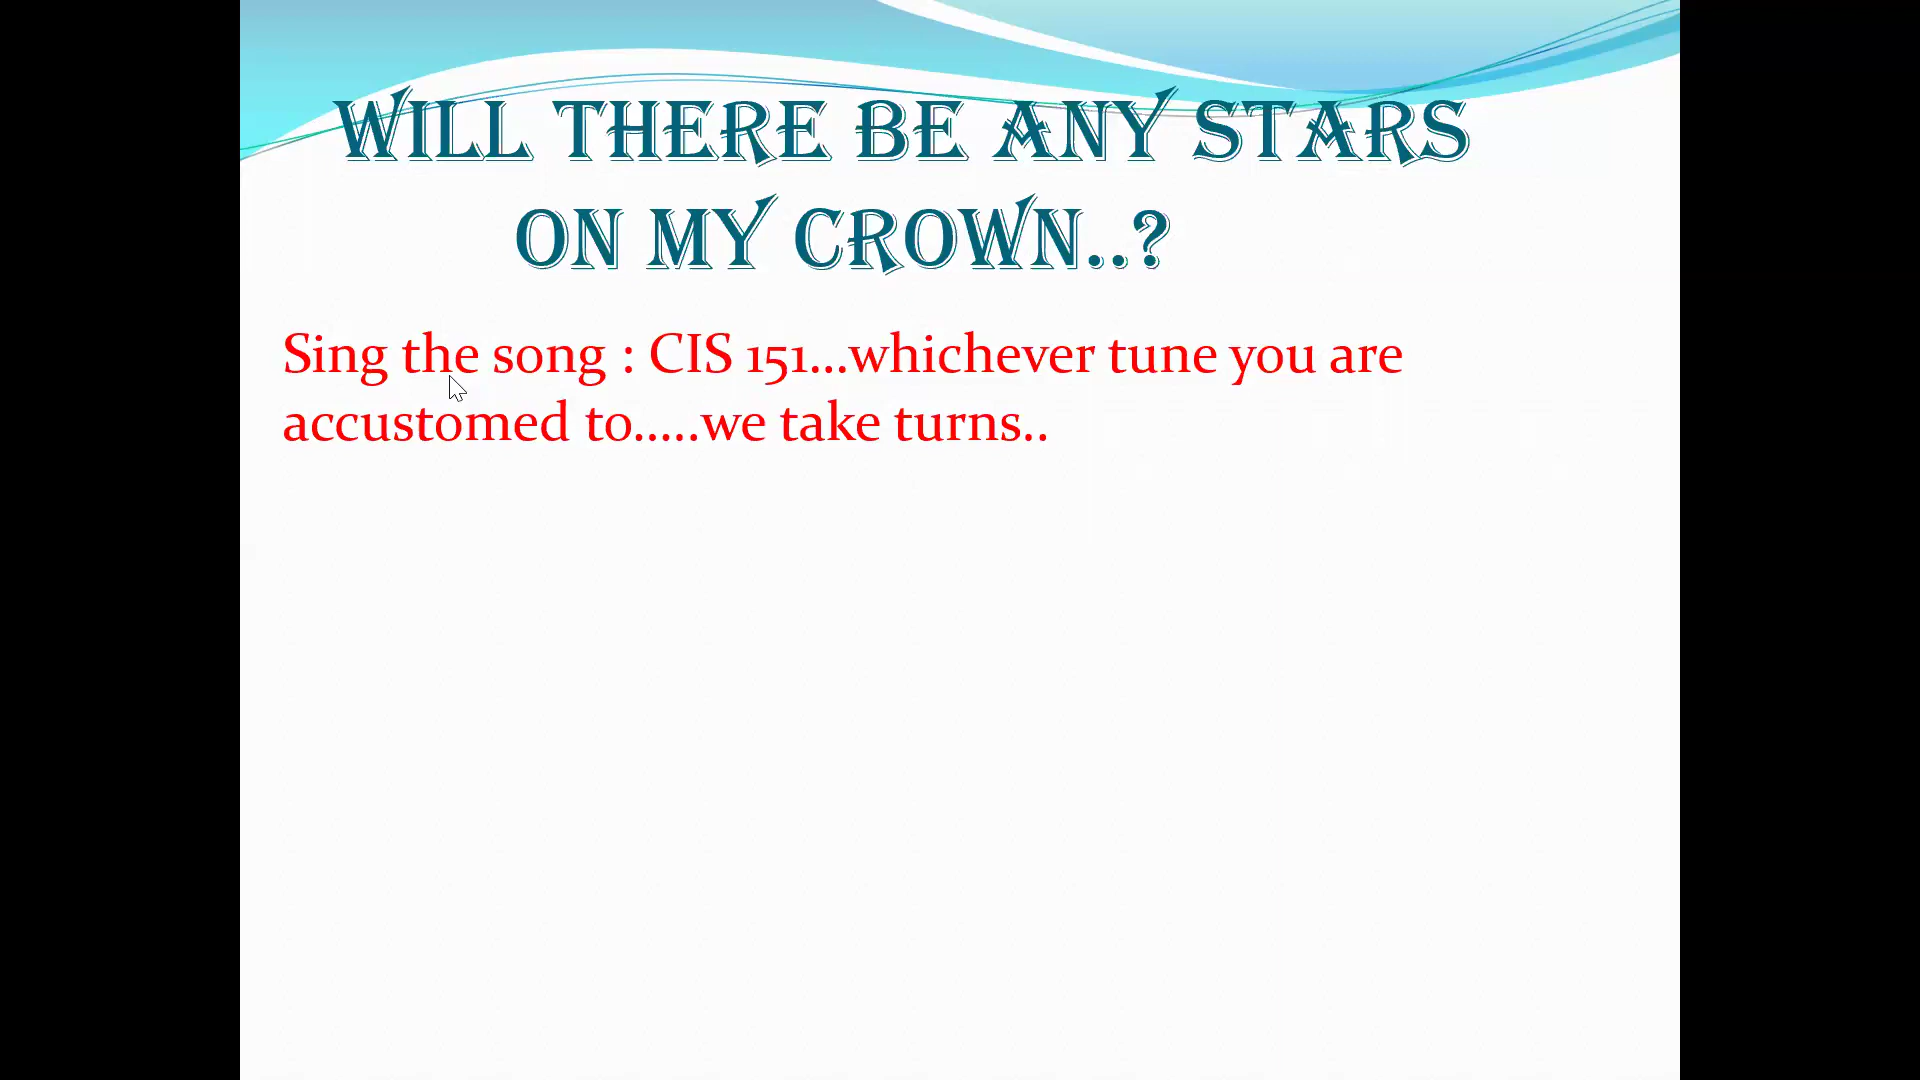 WILL THERE BE ANY STARS
ON MY CROWN..?
Sing the song : CIS 151...whichever tune you are
accustomed to.....we take turns..